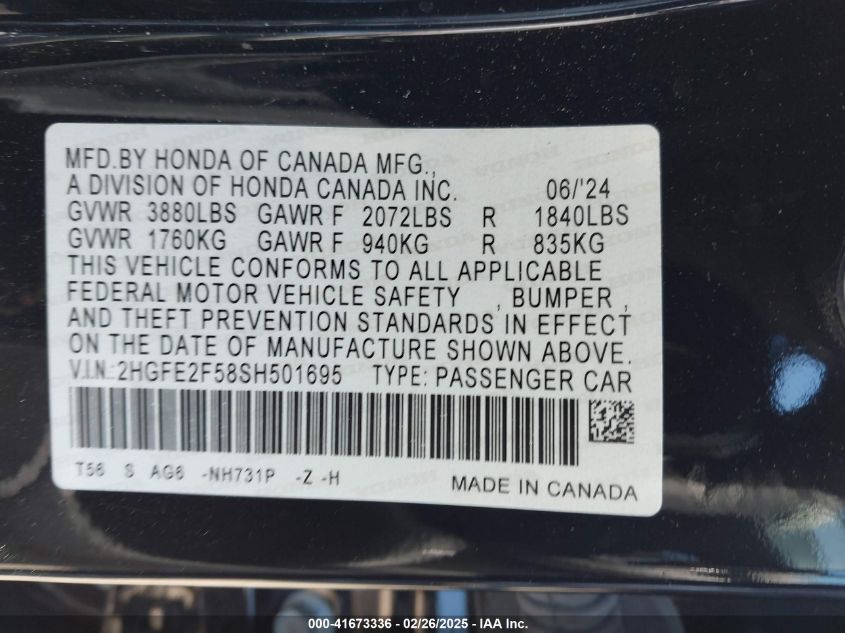 MFD.BY HONDA OF CANADA MFG.,
A DIVISION OF HONDA CANADA INC. 06/'24
GVWR 3880LBS GAWR F 2072LBS R 1840LBS
GVWR 1760KG GAWR F 940KG R 835KG
THIS VEHICLE CONFORMS TO ALL APPLICABLE
FEDERAL MOTOR VEHICLE SAFETY , BUMPER ,
AND THEFT PREVENTION STANDARDS IN EFFECT
ON THE DATE OF MANUFACTURE SHOWN ABOVE.
V.I.N.:2HGFE2F58SH501695 TYPE: PASSENGER CAR
T56 S AG6 -NH731P -Z -H
MADE IN CANADA
000-41673336 - 02/26/2025 - IAA Inc.